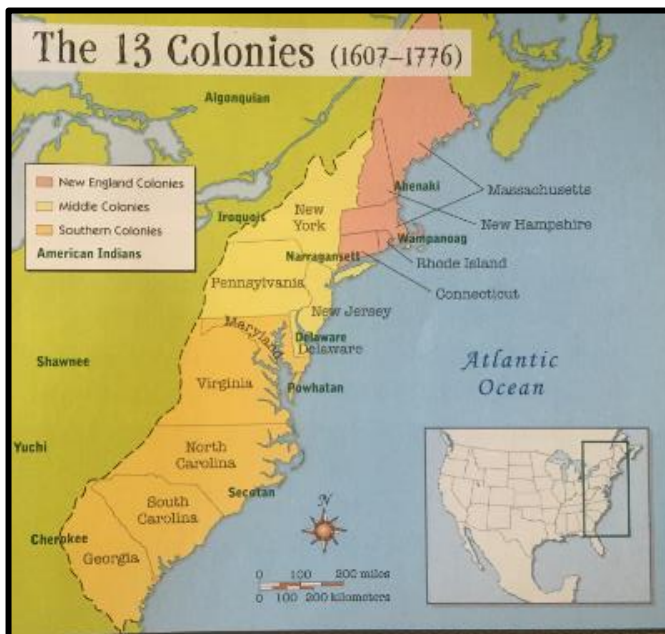 The 13 Colonies (1607–1776)
Algonquian
New England Colonies
Middle Colonies
Southern Colonies
American Indians
Abenaki
Massachusetts
Iroquois
New
York
New Hampshire
Wampanoag
Narragansett
Rhode Island
Pennsylvania
Connecticut
New Jersey
Maryland
Delaware
Delaware
Shawnee
Atlantic
Ocean
Virginia
Powhatan
Yuchi
North
Carolina
Secotan
South
Carolina
N
Cherokee
Georgia
0 100 200 miles
0 100 200 kilometers